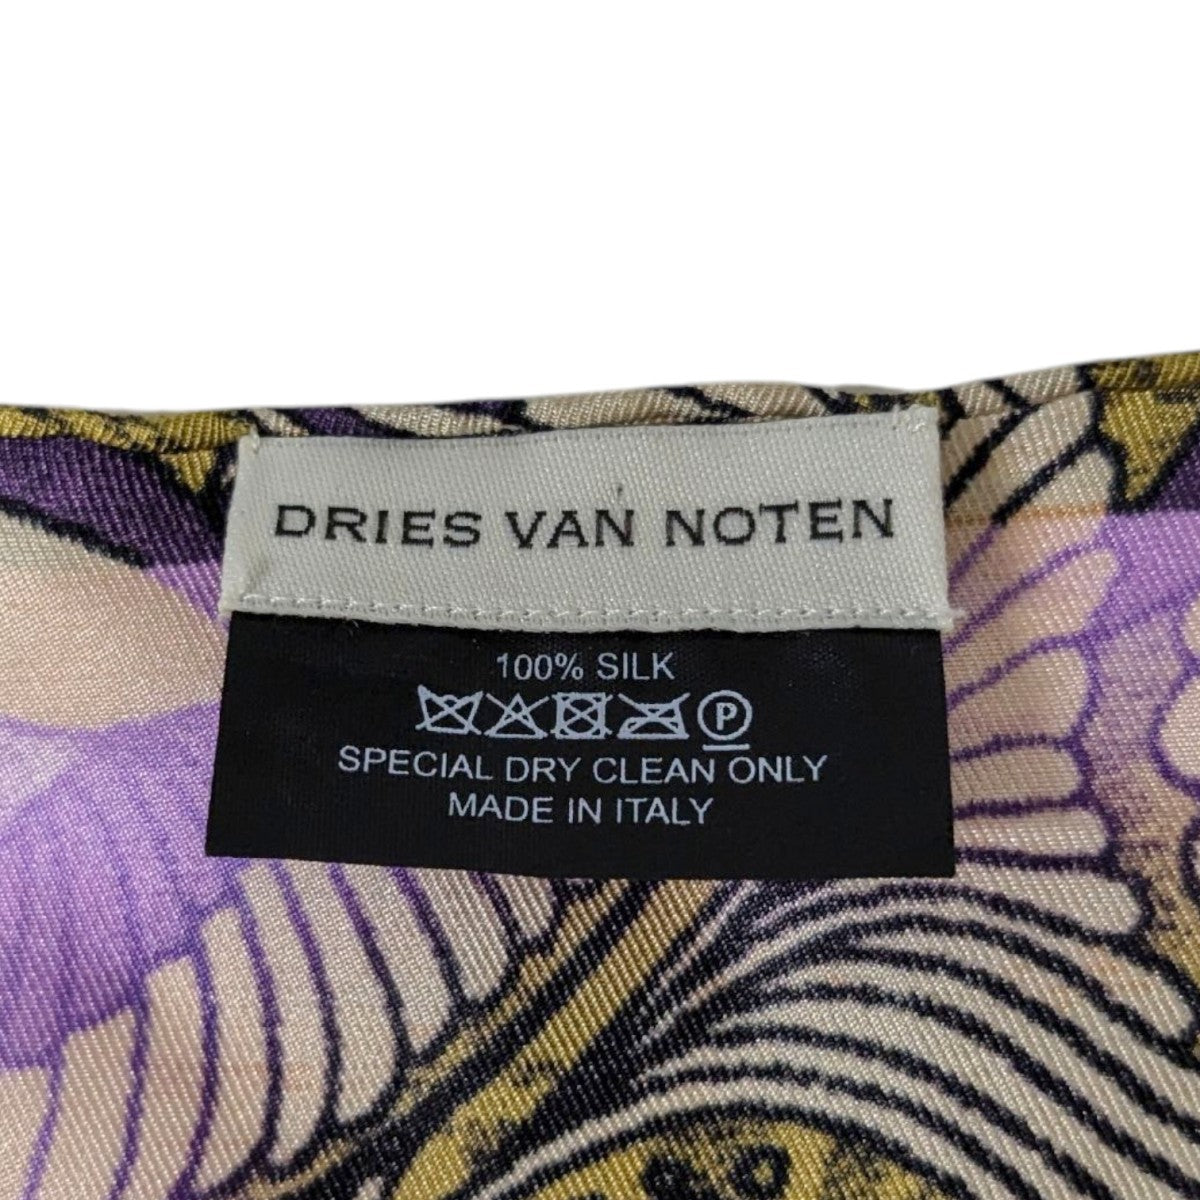 DRIES VAN NOTEN
100% SILK
P
SPECIAL DRY CLEAN ONLY
MADE IN ITALY